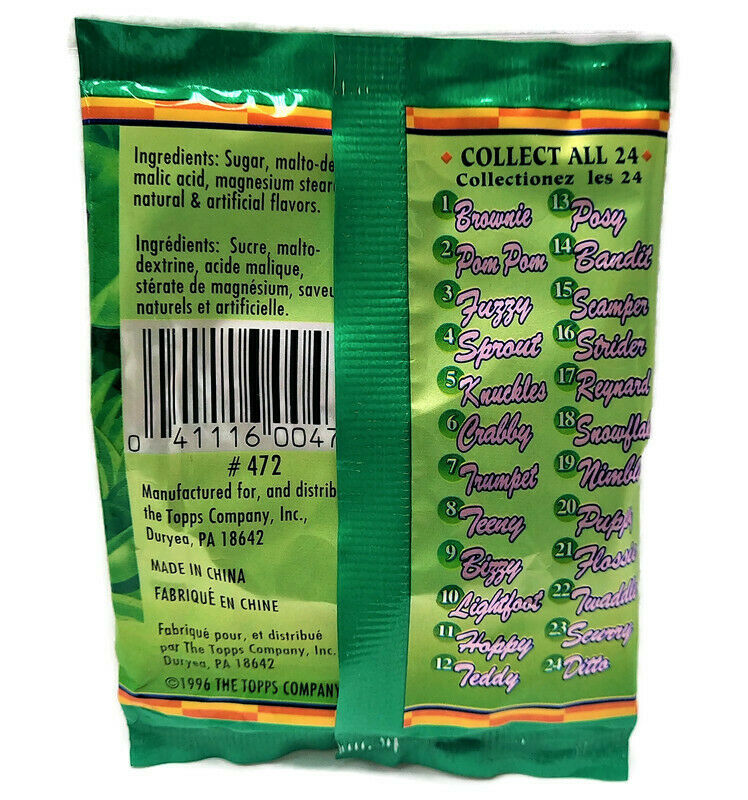 Ingredients: Sugar, malto-de
malic acid, magnesium stear
natural & artificial flavors.
Ingrédients: Sucre, malto-
dextrine, acide malique,
stérate de magnésium, saveu
naturels et artificielle.
0 41116 0047
# 472
Manufactured for, and distrib
the Topps Company, Inc.,
Duryea, PA 18642
MADE IN CHINA
FABRIQUÉ EN CHINE
Fabriqué pour, et distribué
par The Topps Company, Inc.
Duryea, PA 18642
©1996 THE TOPPS COMPANY
COLLECT ALL 24
Collectionez les 24
1 Brownie
2 Pom Pom
3 Fuzzy
4 Sprout
5 Knuckles
6 Crabby
7 Trumpet
8 Teeny
9 Bizzy
10 Lightfoot
11 Hoppy
12 Teddy
13 Posy
14 Bandit
15 Scamper
16 Strider
17 Reynard
18 Snowfla
19 Nimbl
20 Pupp
21 Flossie
22 Twaddle
23 Scurry
24 Ditto